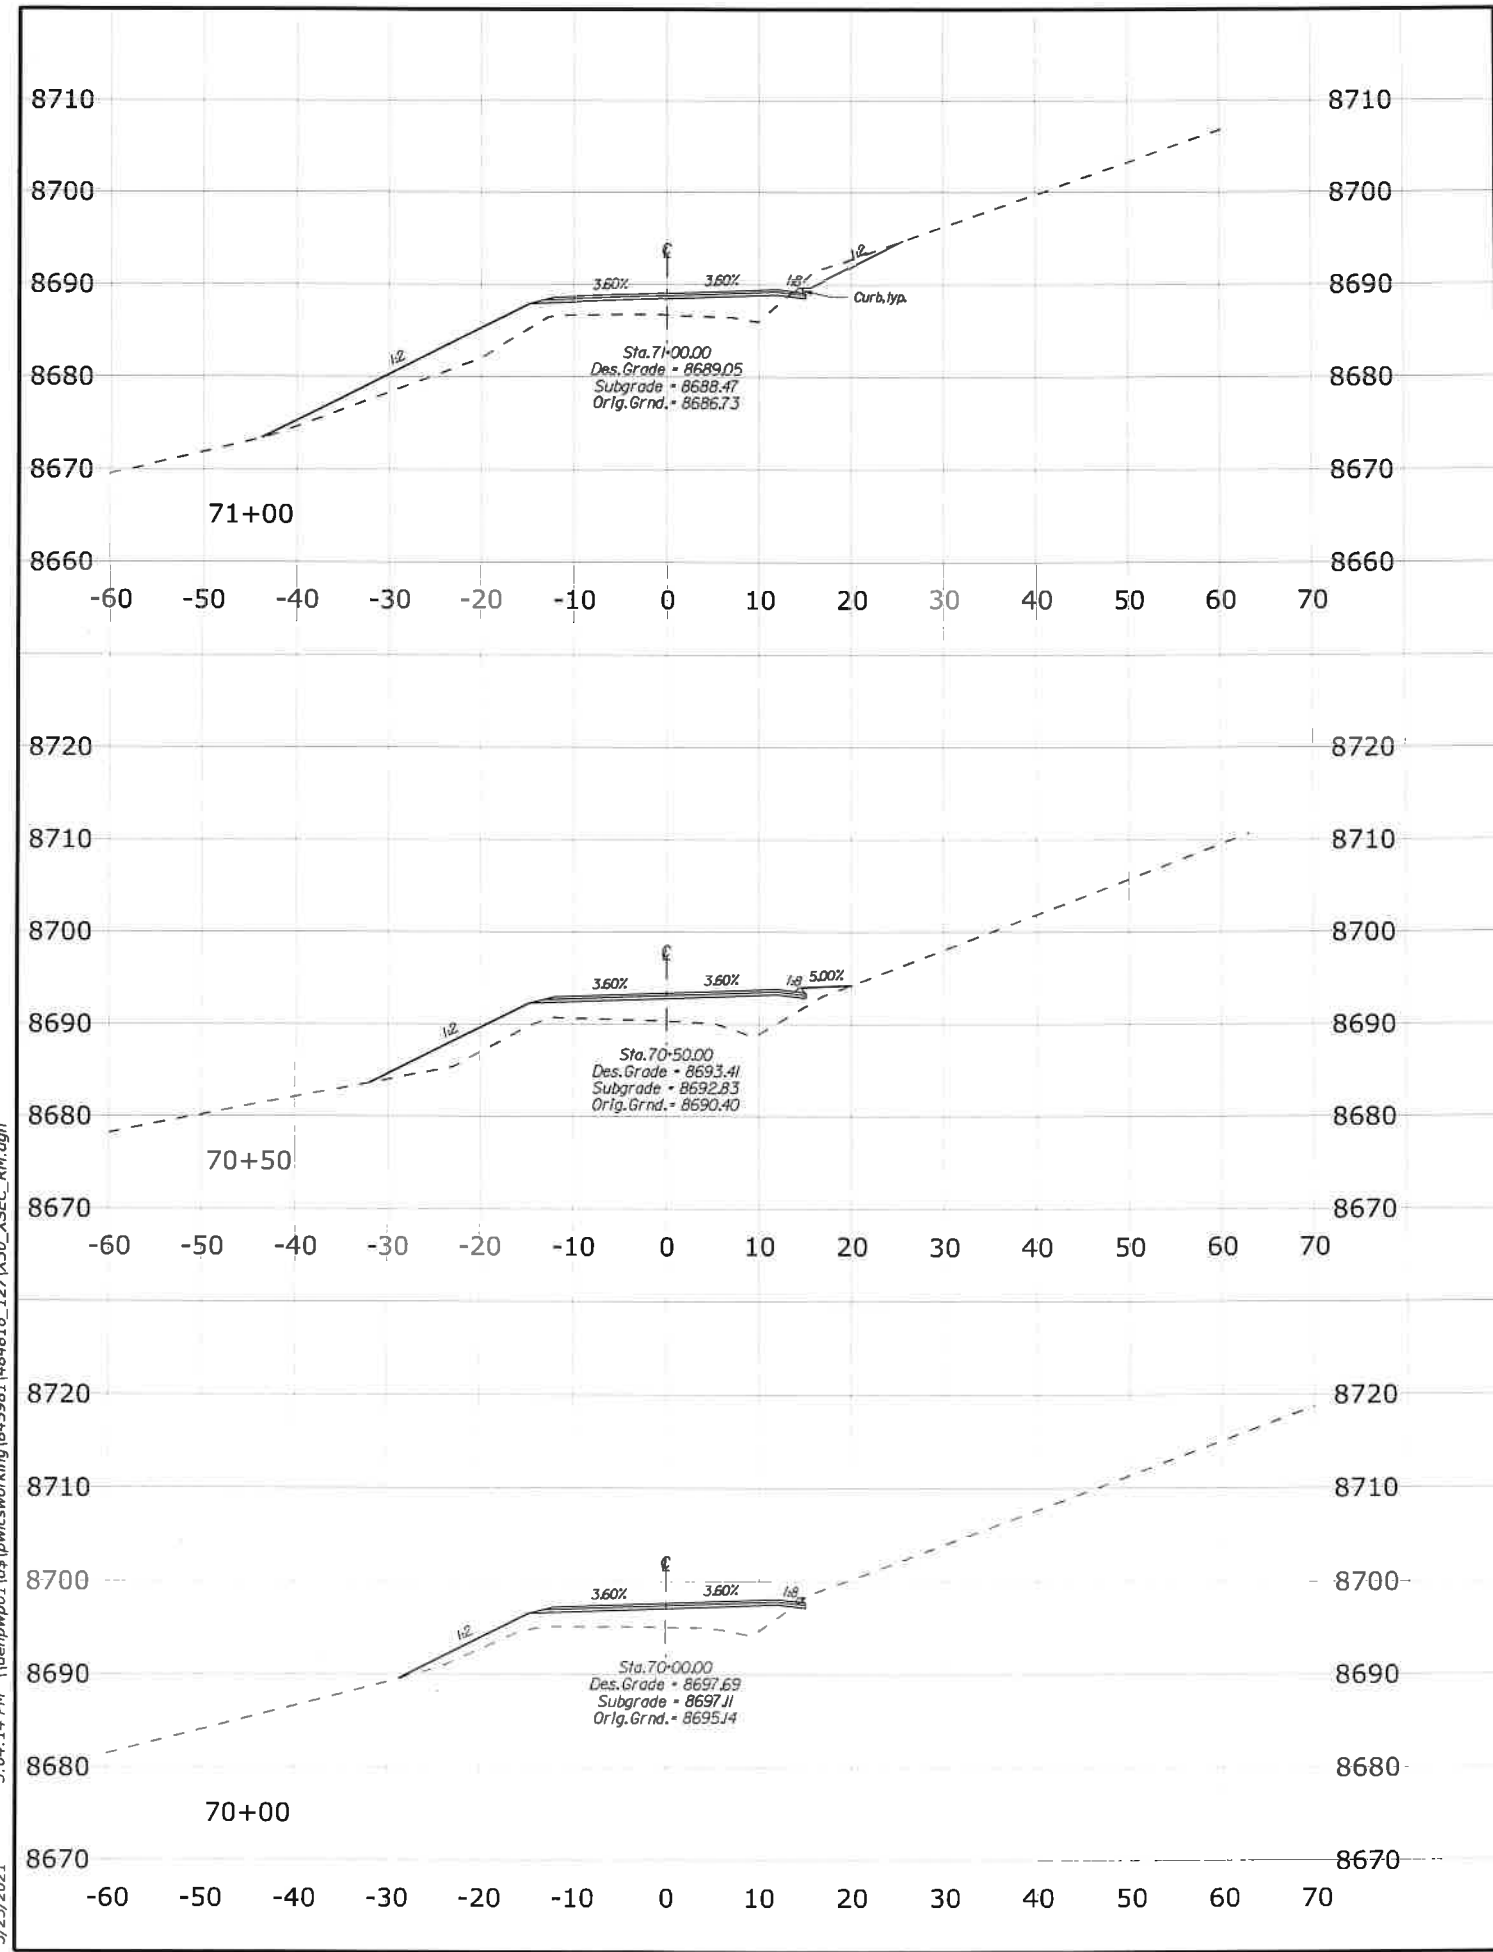 8710 8710
8700 8700
℄
3.60% 3.60% 1:8 1:2
8690 8690
Curb, typ.
1:2
Sta. 71+00.00
Des. Grade = 8689.05
8680 8680
Subgrade = 8688.47
Orig. Grnd. = 8686.73
8670 8670
71+00
8660 8660
-60 -50 -40 -30 -20 -10 0 10 20 30 40 50 60 70
8720 8720
8710 8710
8700 8700
℄
3.60% 3.60% 1:8 5.00%
8690 8690
1:2
Sta. 70+50.00
Des. Grade = 8693.41
Subgrade = 8692.83
Orig. Grnd. = 8690.40
8680 8680
70+50
8670 8670
-60 -50 -40 -30 -20 -10 0 10 20 30 40 50 60 70
8720 8720
8710 8710
℄
8700 8700
3.60% 3.60% 1:8
1:2
Sta. 70+00.00
8690 8690
Des. Grade = 8697.69
Subgrade = 8697.11
Orig. Grnd. = 8695.14
8680 8680
70+00
8670 8670
-60 -50 -40 -30 -20 -10 0 10 20 30 40 50 60 70